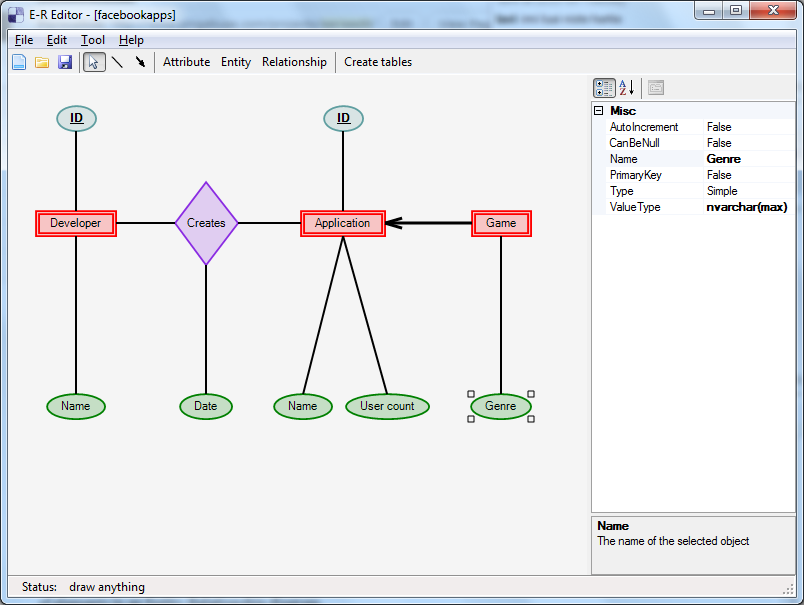 E-R Editor - [facebookapps]
File Edit Tool Help
Attribute Entity Relationship Create tables
ID ID
Developer Creates Application Game
Name Date Name User count Genre
Misc
AutoIncrement False
CanBeNull False
Name Genre
PrimaryKey False
Type Simple
ValueType nvarchar(max)
Name
The name of the selected object
Status: draw anything